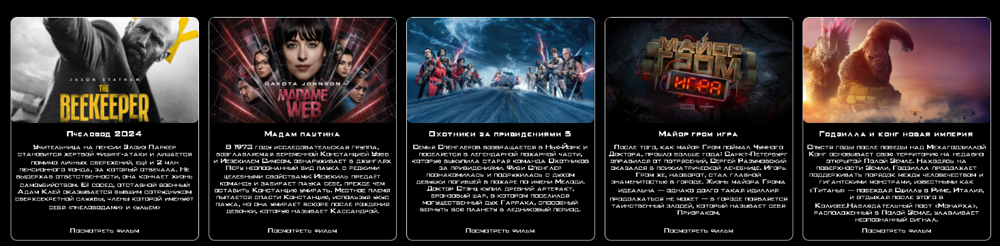 JASON STATHAM
THE
BEEKEEPER
Пчеловод 2024
Учительница на пенсии Элоиз Паркер
становится жертвой фишинг-атаки и лишается
помимо личных сбережений, ещё и 2 млн
пенсионного фонда, за который отвечала. Не
выдержав ответственности, она кончает жизнь
самоубийством. Её сосед, отставной военный
Адам Клей оказывается бывшим сотрудником
сверхсекретной службы, члены которой именуют
себя «пчеловодами» и «ульем»
Посмотреть фильм
DAKOTA JOHNSON
MADAME
WEB
Мадам паутина
В 1973 году исследовательская группа,
возглавляемая беременной Констанцией Уэбб
и Иезекилем Симсом, обнаруживает в джунглях
Перу неопознанный вид паука с редкими
целебными свойствами; Иезекиль предаёт
команду и забирает паука себе, прежде чем
оставить Констанцию умирать. Местное племя
пытается спасти Констанцию, используя укус
паука, но она умирает вскоре после рождения
девочки, которую называет Кассандрой.
Посмотреть фильм
Охотники за привидениями 5
Семья Спенглеров возвращается в Нью-Йорк и
поселяется в легендарной пожарной части,
которую выкупила старая команда Охотников
за привидениями. Фиби Спенглер
познакомилась и подружилась с духом
девушки погибшей в пожаре по имени Мелоди.
Доктор Стэнц купил древний артефакт,
бронзовый шар, в котором поселился
могущественный дух Гаррака, способный
вернуть всю планету в ледниковый период.
Посмотреть фильм
МАЙОР
ГРОМ
ИГРА
Майор гром игра
После того, как майор Гром поймал Чумного
Доктора, прошло больше года: Санкт-Петербург
оправился от потрясений, Сергей Разумовский
оказался в психиатрической лечебнице. Игорь
Гром же, наоборот, стал главной
знаменитостью в городе. Жизнь майора Грома
идеальна — однако долго такая идиллия
продолжаться не может — в городе появляется
таинственный злодей, который называет себя
Призраком.
Посмотреть фильм
Годзилла и конг новая империя
Спустя годы после победы над Мехагодзиллой
Конг основывает свою территорию на недавно
открытой Полой Земле. Находясь на
поверхности Земли, Годзилла продолжает
поддерживать порядок между человечеством и
гигантскими монстрами, известными как
«Титаны» — побеждая Сциллу в Риме, Италия,
и отдыхая после этого в
Колизее.Наблюдательный пост «Монарха»,
расположенный в Полой Земле, улавливает
неопознанный сигнал.
Посмотреть фильм